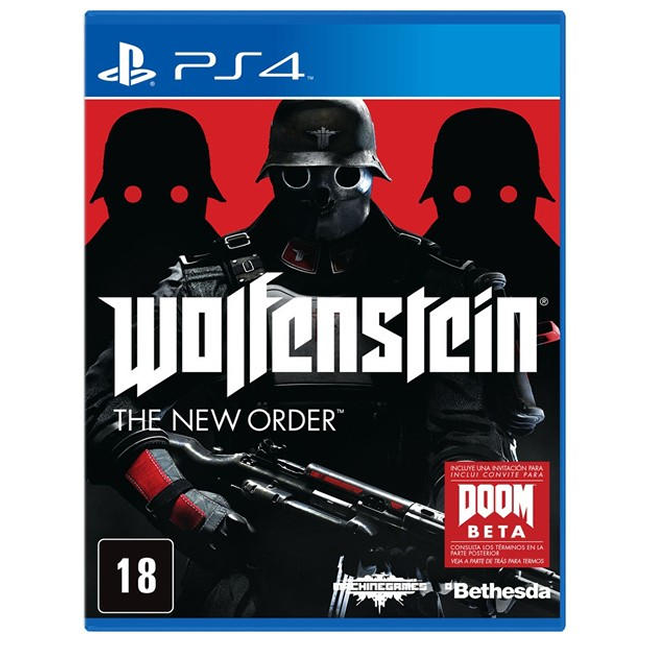 PS4™
Wolfenstein®
THE NEW ORDER™
INCLUYE UNA INVITACIÓN PARA
INCLUI CONVITE PARA
DOOM
BETA
CONSULTA LOS TÉRMINOS EN LA
PARTE POSTERIOR
VEJA A PARTE DE TRÁS PARA TERMOS
18
MACHINEGAMES
Bethesda